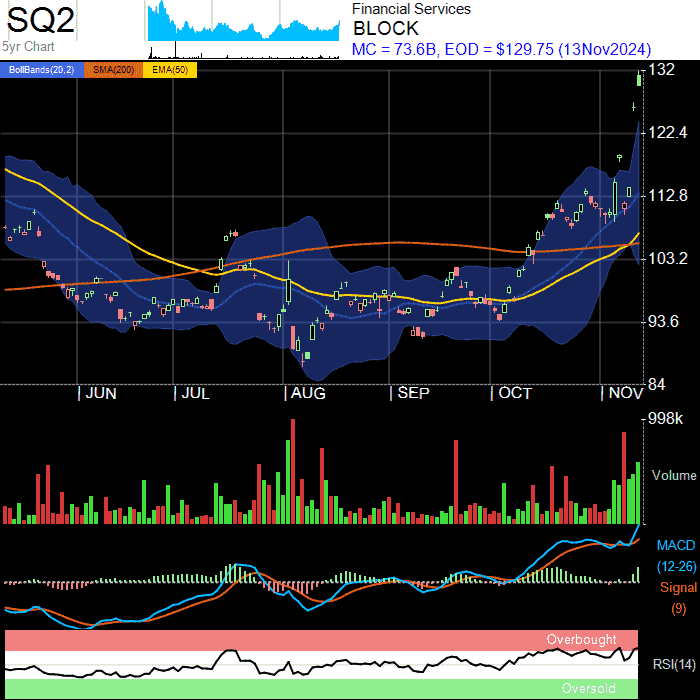 SQ2
5yr Chart
Financial Services
BLOCK
MC = 73.6B, EOD = $129.75 (13Nov2024)
BollBands(20,2) SMA(200) EMA(50)
132
122.4
112.8
103.2
93.6
84
JUN JUL AUG SEP OCT NOV
998k
Volume
MACD
(12-26)
Signal
(9)
Overbought
RSI(14)
Oversold